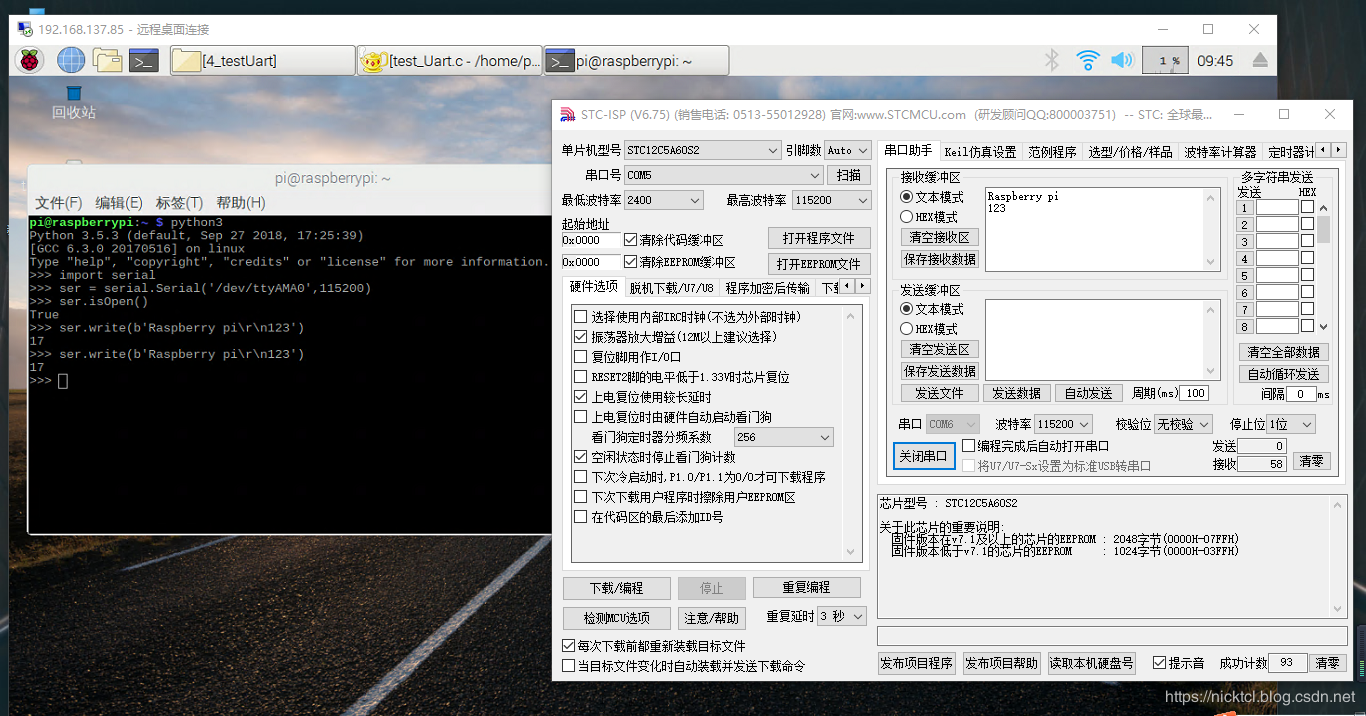 192.168.137.85 - 远程桌面连接
[4_testUart]
[test_Uart.c - /home/p...
pi@raspberrypi: ~
1 %
09:45
回收站
pi@raspberrypi: ~
文件(F) 编辑(E) 标签(T) 帮助(H)
pi@raspberrypi:~ $ python3
Python 3.5.3 (default, Sep 27 2018, 17:25:39)
[GCC 6.3.0 20170516] on linux
Type "help", "copyright", "credits" or "license" for more information.
>>> import serial
>>> ser = serial.Serial('/dev/ttyAMA0',115200)
>>> ser.isOpen()
True
>>> ser.write(b'Raspberry pi\r\n123')
17
>>> ser.write(b'Raspberry pi\r\n123')
17
>>>
STC-ISP (V6.75) (销售电话: 0513-55012928) 官网:www.STCMCU.com (研发顾问QQ:800003751) -- STC: 全球最...
单片机型号 STC12C5A60S2 引脚数 Auto
串口号 COM5 扫描
最低波特率 2400 最高波特率 115200
起始地址
0x0000 清除代码缓冲区 打开程序文件
0x0000 清除EEPROM缓冲区 打开EEPROM文件
硬件选项 脱机下载/U7/U8 程序加密后传输 下
选择使用内部IRC时钟(不选为外部时钟)
振荡器放大增益(12M以上建议选择)
复位脚用作I/O口
RESET2脚的电平低于1.33V时芯片复位
上电复位使用较长延时
上电复位时由硬件自动启动看门狗
看门狗定时器分频系数 256
空闲状态时停止看门狗计数
下次冷启动时,P1.0/P1.1为0/0才可下载程序
下次下载用户程序时擦除用户EEPROM区
在代码区的最后添加ID号
下载/编程 停止 重复编程
检测MCU选项 注意/帮助 重复延时 3 秒
每次下载前都重新装载目标文件
当目标文件变化时自动装载并发送下载命令
串口助手 Keil仿真设置 范例程序 选型/价格/样品 波特率计算器 定时器计
接收缓冲区
文本模式
HEX模式
清空接收区
保存接收数据
Raspberry pi
123
发送缓冲区
文本模式
HEX模式
清空发送区
保存发送数据
发送文件 发送数据 自动发送 周期(ms) 100
多字符串发送
发送 HEX
1
2
3
4
5
6
7
8
清空全部数据
自动循环发送
间隔 0 ms
串口 COM6 波特率 115200 校验位 无校验 停止位 1位
关闭串口
编程完成后自动打开串口
将U7/U7-Sx设置为标准USB转串口
发送 0
接收 58
清零
芯片型号 : STC12C5A60S2
关于此芯片的重要说明:
固件版本在v7.1及以上的芯片的EEPROM : 2048字节(0000H-07FFH)
固件版本低于v7.1的芯片的EEPROM : 1024字节(0000H-03FFH)
发布项目程序 发布项目帮助 读取本机硬盘号 提示音 成功计数 93 清零
https://nicktcl.blog.csdn.net